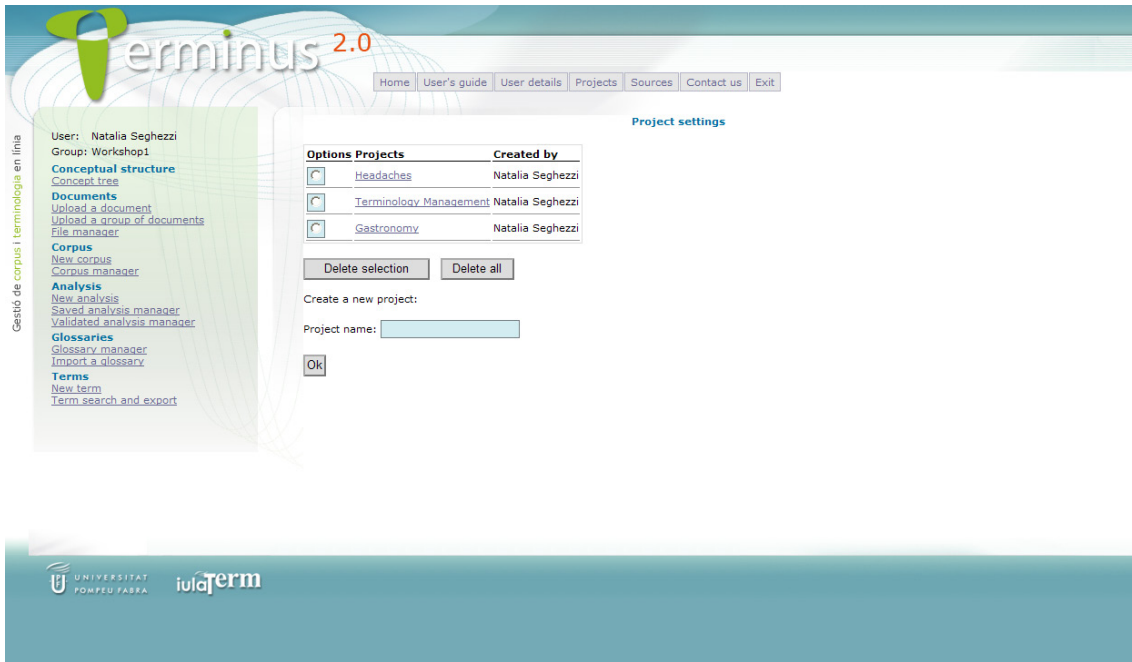 Terminus 2.0
Home User's guide User details Projects Sources Contact us Exit
Gestió de corpus i terminologia en línia
User: Natalia Seghezzi
Group: Workshop1
Conceptual structure
Concept tree
Documents
Upload a document
Upload a group of documents
File manager
Corpus
New corpus
Corpus manager
Analysis
New analysis
Saved analysis manager
Validated analysis manager
Glossaries
Glossary manager
Import a glossary
Terms
New term
Term search and export
Project settings
Options Projects Created by
Headaches Natalia Seghezzi
Terminology Management Natalia Seghezzi
Gastronomy Natalia Seghezzi
Delete selection Delete all
Create a new project:
Project name:
Ok
UNIVERSITAT
POMPEU FABRA
iulaTerm